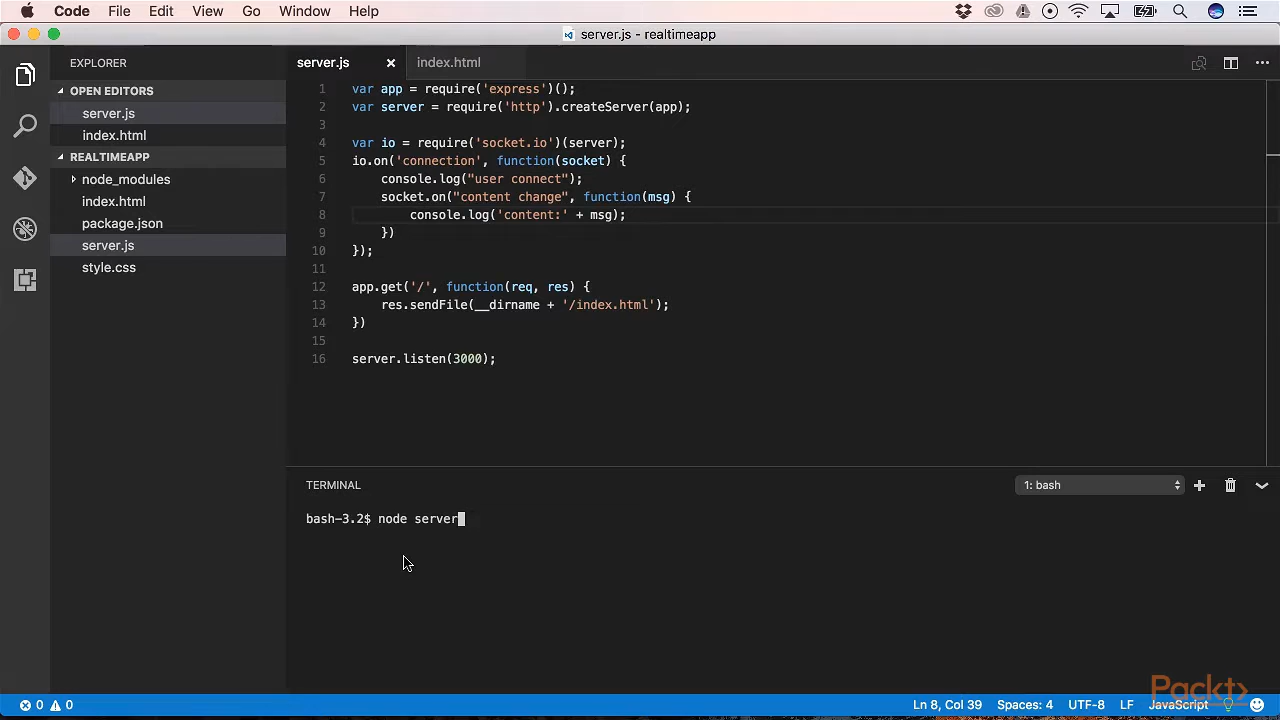 Code File Edit View Go Window Help
server.js - realtimeapp
EXPLORER
OPEN EDITORS
server.js
index.html
REALTIMEAPP
node_modules
index.html
package.json
server.js
style.css
server.js × index.html
1 var app = require('express')();
2 var server = require('http').createServer(app);
3
4 var io = require('socket.io')(server);
5 io.on('connection', function(socket) {
6 console.log("user connect");
7 socket.on("content change", function(msg) {
8 console.log('content:' + msg);
9 })
10 });
11
12 app.get('/', function(req, res) {
13 res.sendFile(__dirname + '/index.html');
14 })
15
16 server.listen(3000);
TERMINAL
1: bash
bash-3.2$ node server
Packt>
0 0
Ln 8, Col 39 Spaces: 4 UTF-8 LF JavaScript